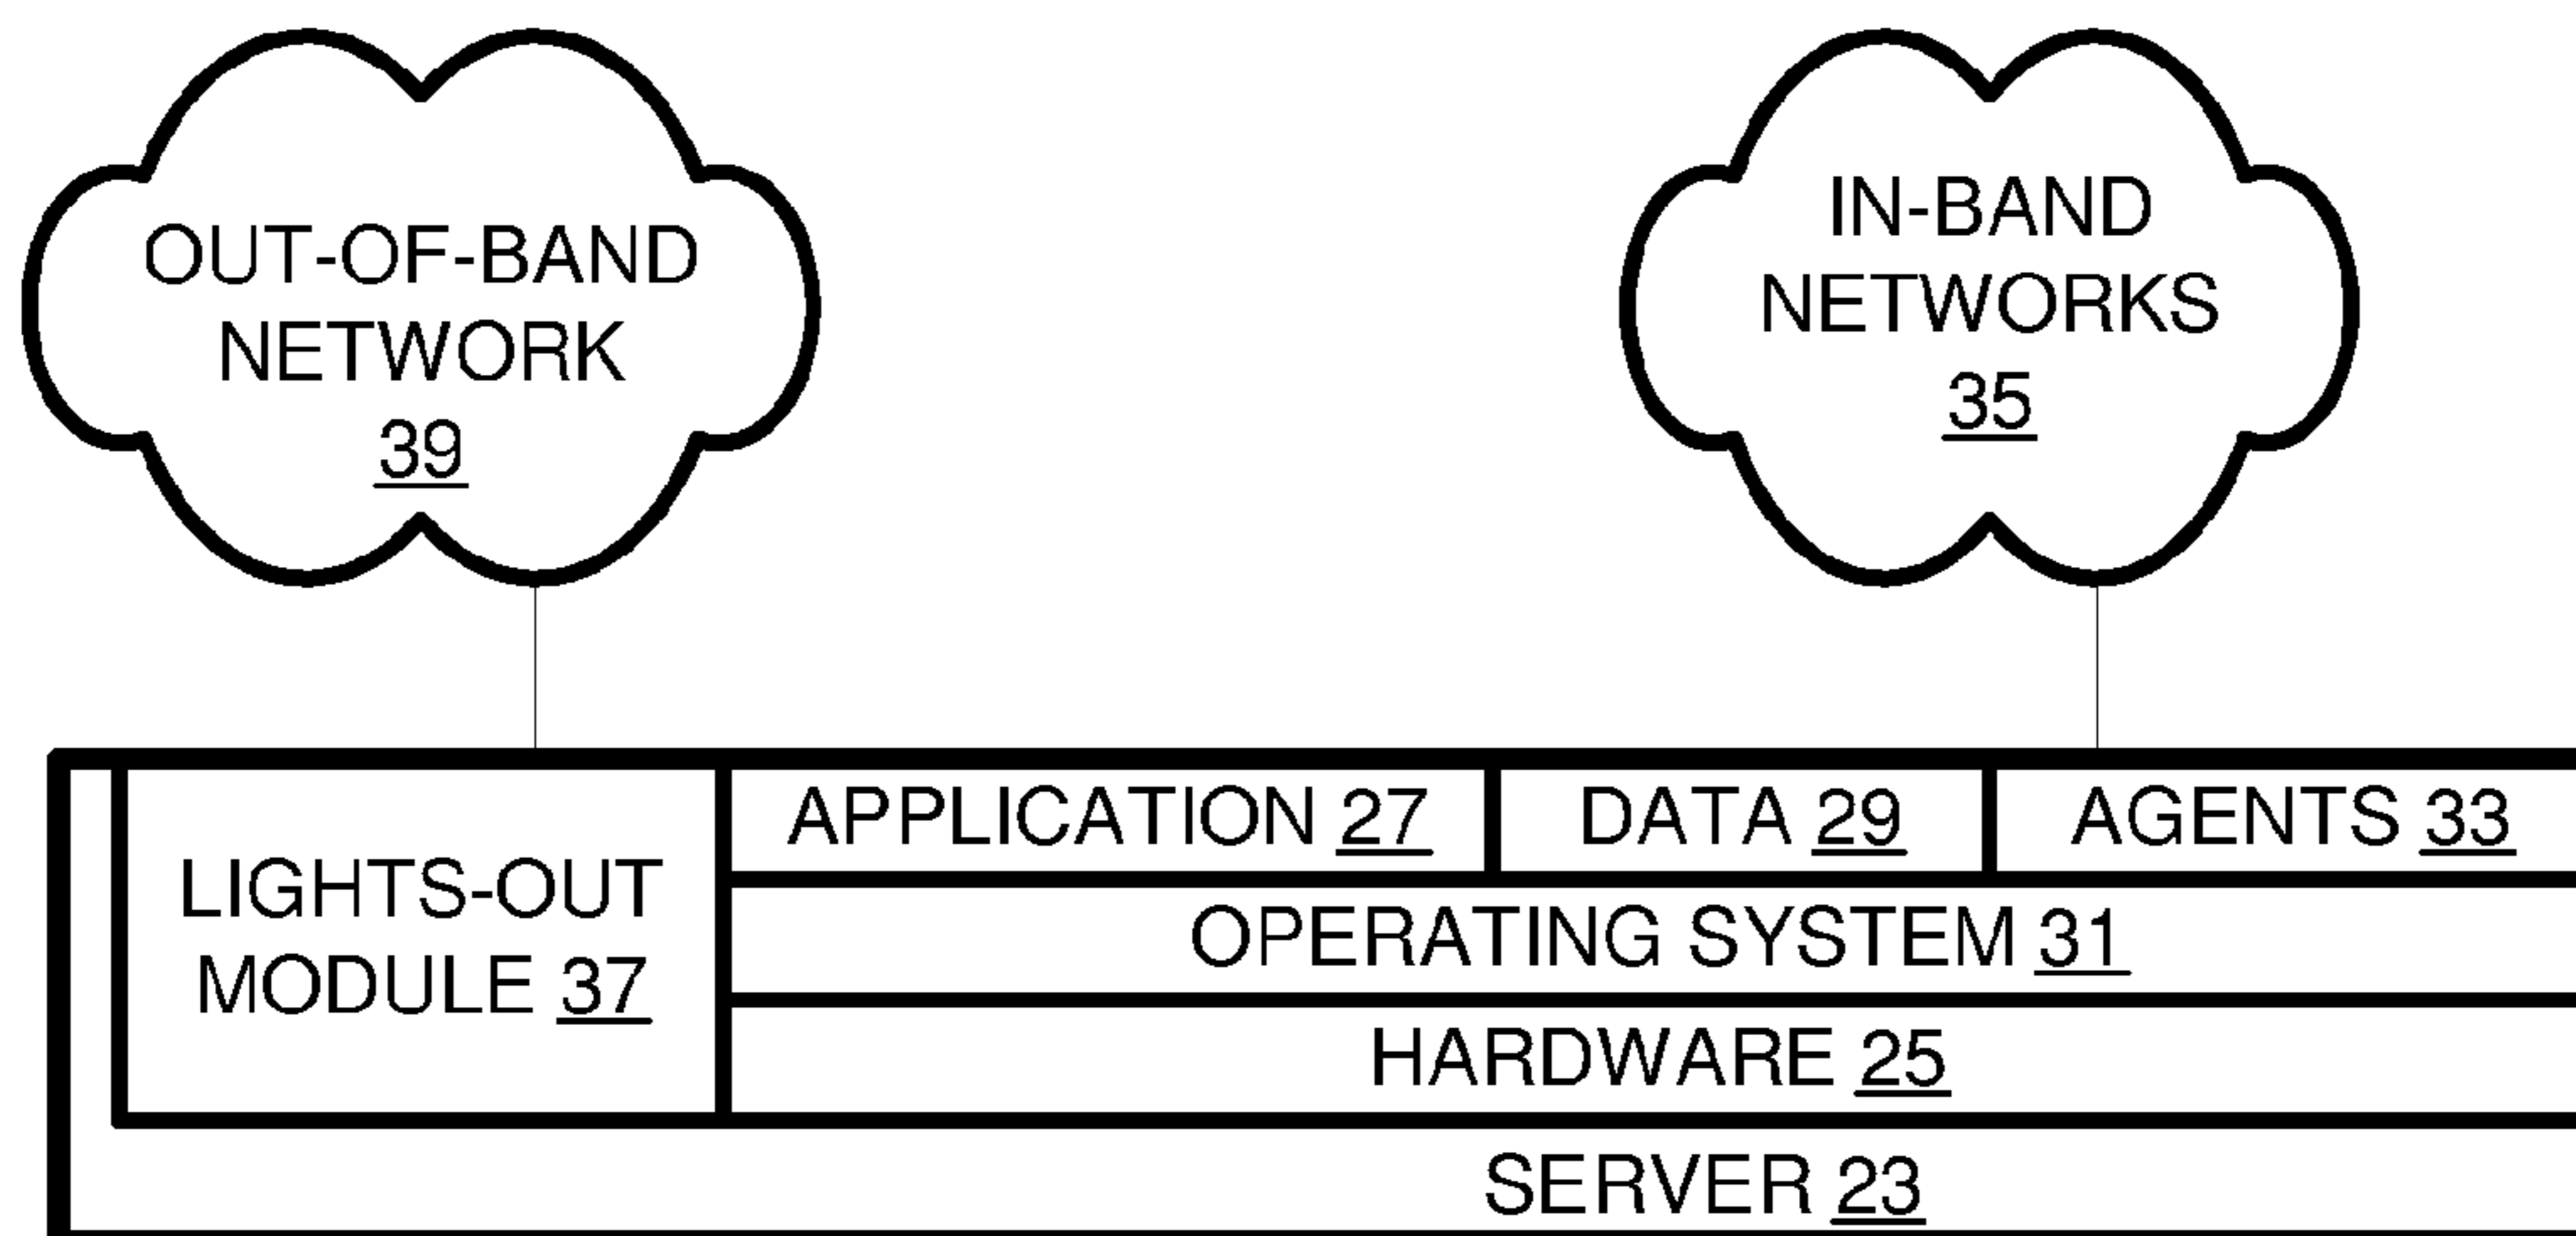 OUT-OF-BAND
NETWORK
39
IN-BAND
NETWORKS
35
LIGHTS-OUT
MODULE 37
APPLICATION 27
DATA 29
AGENTS 33
OPERATING SYSTEM 31
HARDWARE 25
SERVER 23